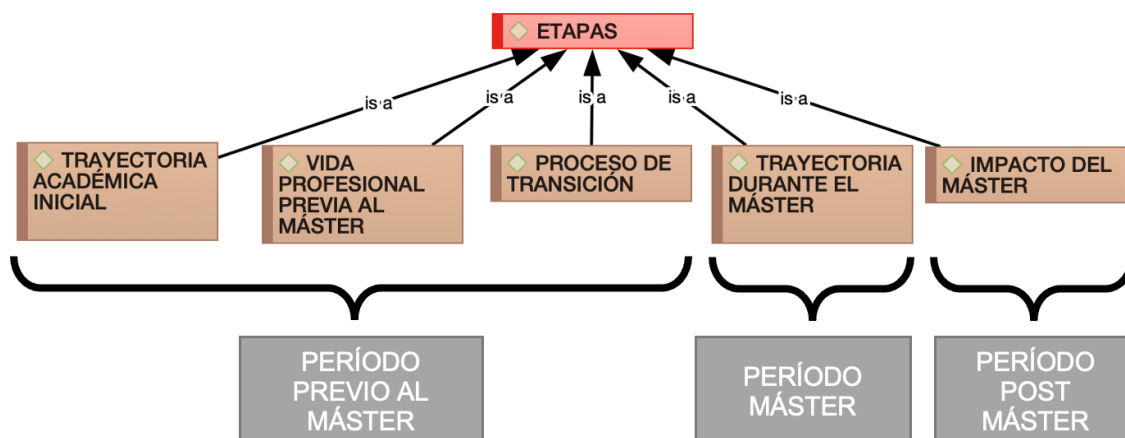 ETAPAS
is a
is a
is a
is a
is a
TRAYECTORIA
ACADÉMICA
INICIAL
VIDA
PROFESIONAL
PREVIA AL
MÁSTER
PROCESO DE
TRANSICIÓN
TRAYECTORIA
DURANTE EL
MÁSTER
IMPACTO DEL
MÁSTER
PERÍODO
PREVIO AL
MÁSTER
PERÍODO
MÁSTER
PERÍODO
POST
MÁSTER